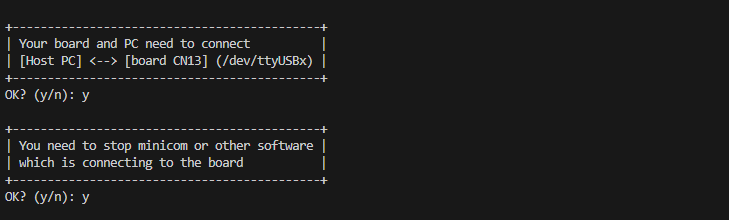 +-----------------------------------------+
| Your board and PC need to connect         |
| [Host PC] <--> [board CN13] (/dev/ttyUSBx) |
+-----------------------------------------+
OK? (y/n): y
+-----------------------------------------+
| You need to stop minicom or other software |
| which is connecting to the board          |
+-----------------------------------------+
OK? (y/n): y